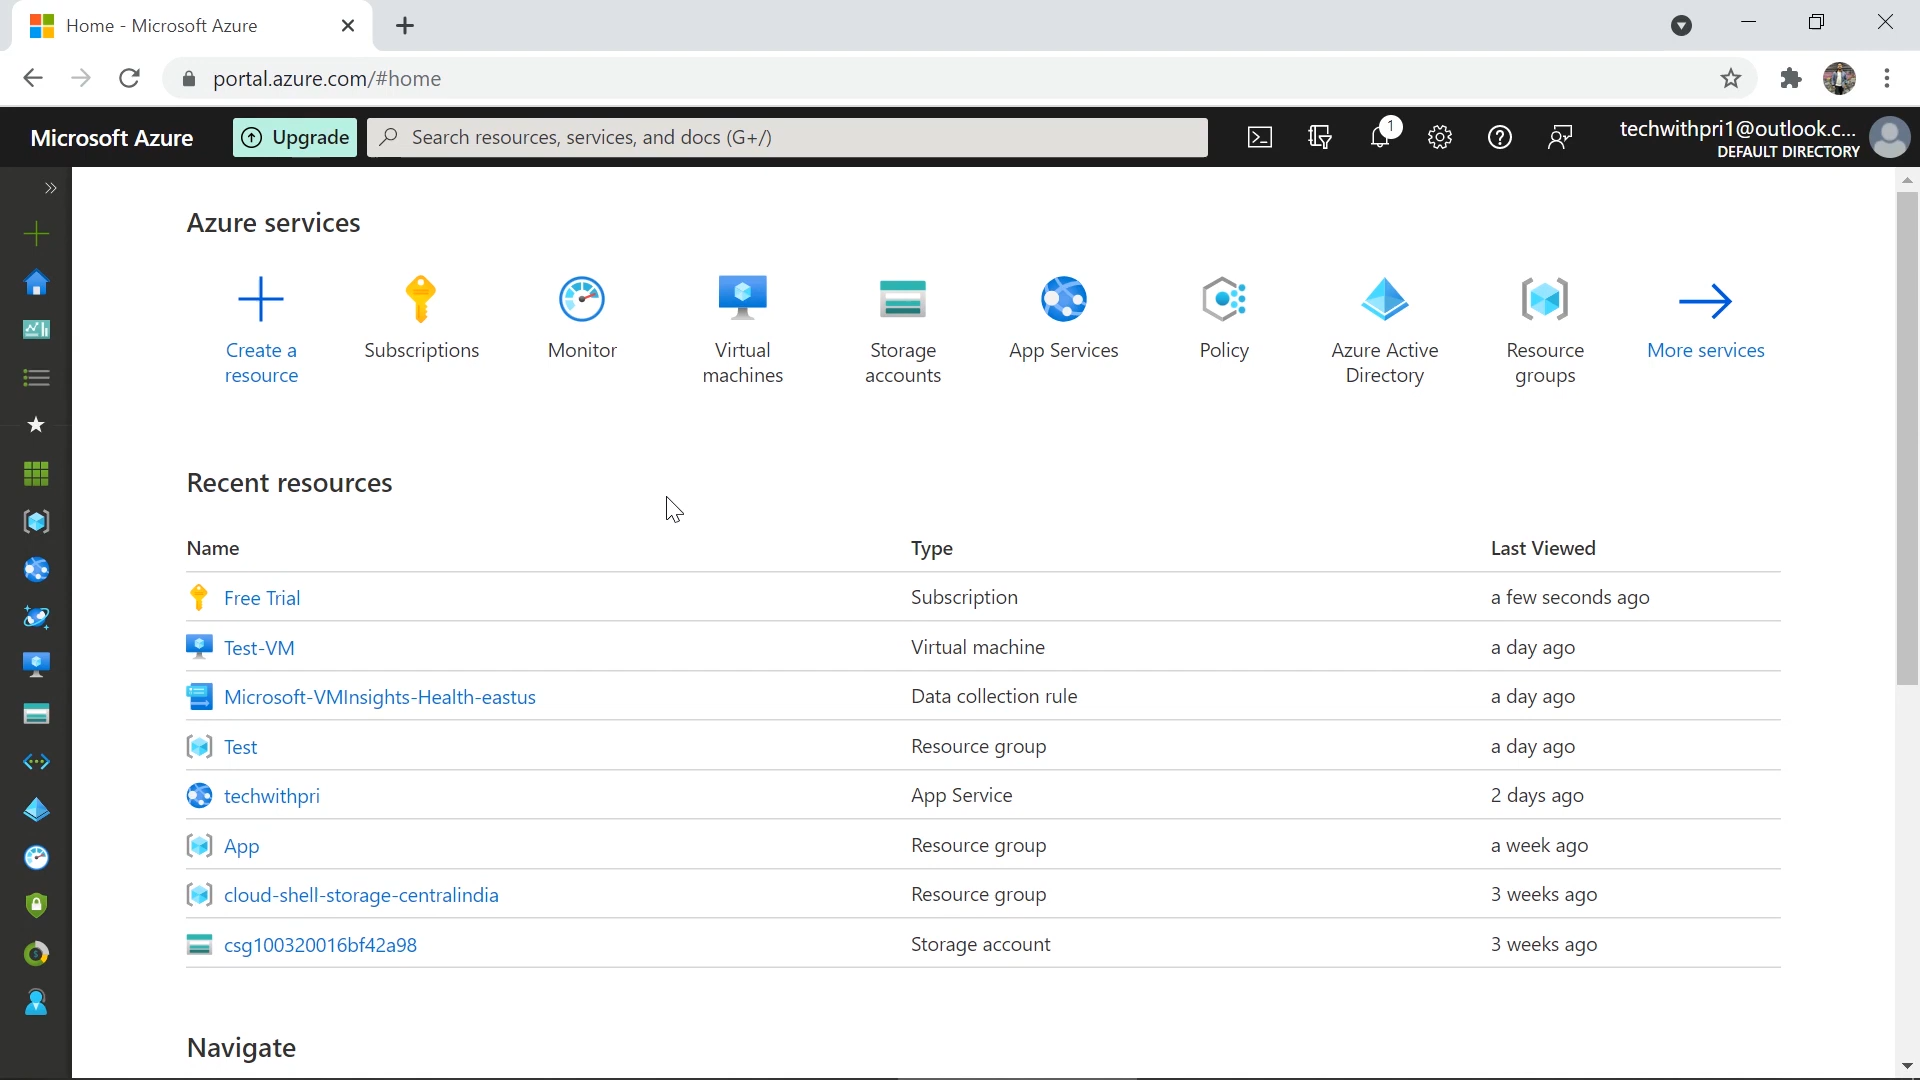 Home - Microsoft Azure
portal.azure.com/#home
Microsoft Azure
Upgrade
Search resources, services, and docs (G+/)
1
techwithpri1@outlook.c...
DEFAULT DIRECTORY
Azure services
Create a
resource
Subscriptions
Monitor
Virtual
machines
Storage
accounts
App Services
Policy
Azure Active
Directory
Resource
groups
More services
Recent resources
Name Type Last Viewed
Free Trial Subscription a few seconds ago
Test-VM Virtual machine a day ago
Microsoft-VMInsights-Health-eastus Data collection rule a day ago
Test Resource group a day ago
techwithpri App Service 2 days ago
App Resource group a week ago
cloud-shell-storage-centralindia Resource group 3 weeks ago
csg100320016bf42a98 Storage account 3 weeks ago
Navigate